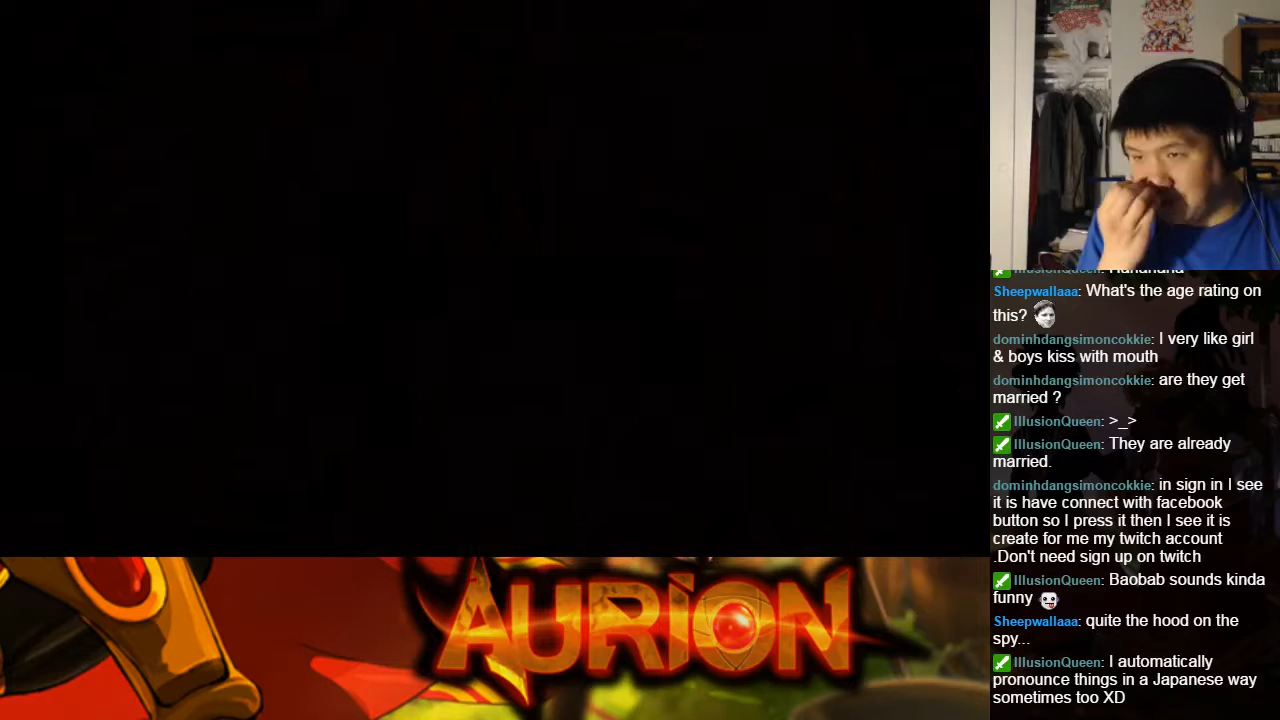 Sheepwallaaa: What's the age rating on
this?
dominhdangsimoncokkie: I very like girl
& boys kiss with mouth
dominhdangsimoncokkie: are they get
married ?
IllusionQueen: >_>
IllusionQueen: They are already
married.
dominhdangsimoncokkie: in sign in I see
it is have connect with facebook
button so I press it then I see it is
create for me my twitch account
.Don't need sign up on twitch
IllusionQueen: Baobab sounds kinda
funny
Sheepwallaaa: quite the hood on the
spy...
IllusionQueen: I automatically
pronounce things in a Japanese way
sometimes too XD
AURION